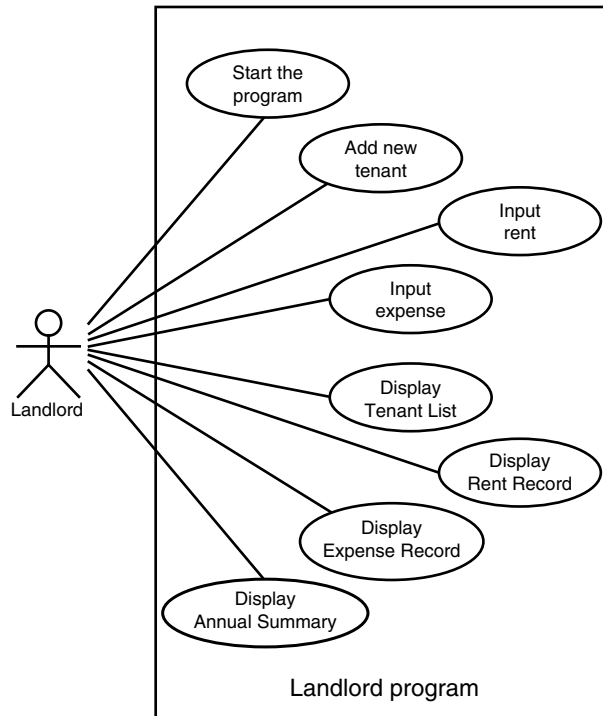 Start the
program
Add new
tenant
Input
rent
Input
expense
Landlord
Display
Tenant List
Display
Rent Record
Display
Expense Record
Display
Annual Summary
Landlord program